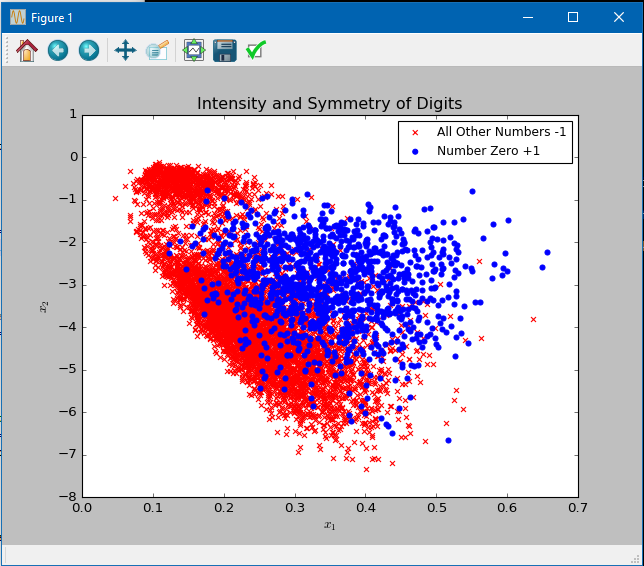 Figure 1
Intensity and Symmetry of Digits
All Other Numbers -1
Number Zero +1
1
0
−1
−2
−3
−4
−5
−6
−7
−8
x₂
0.0 0.1 0.2 0.3 0.4 0.5 0.6 0.7
x₁